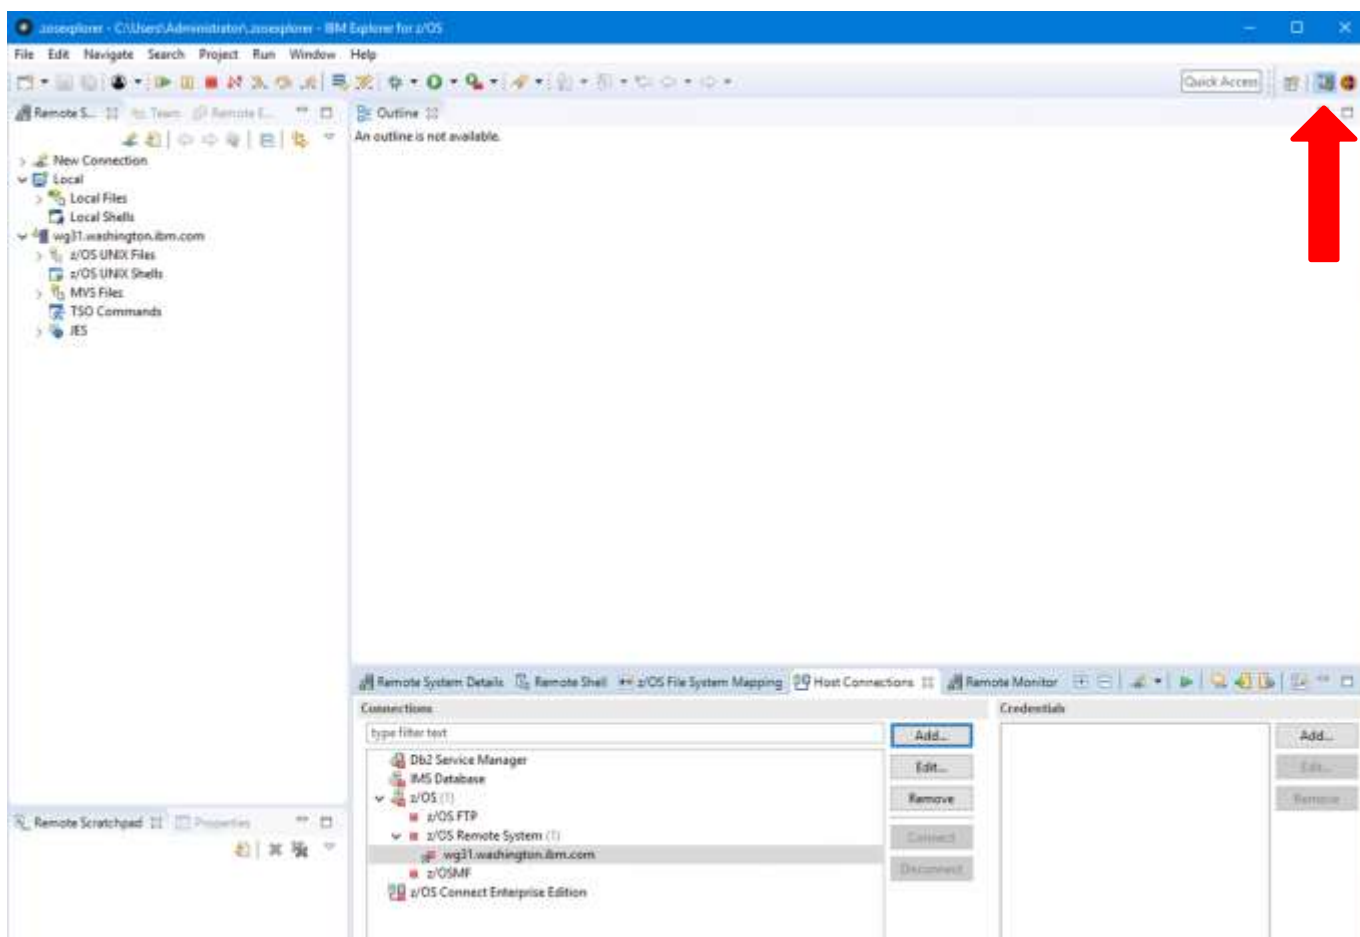 zosexplorer - C:\Users\Administrator\zosexplorer - IBM Explorer for z/OS
File Edit Navigate Search Project Run Window Help
Quick Access
Remote S... Team Remote E...
Outline
An outline is not available.
New Connection
Local
Local Files
Local Shells
wg31.washington.ibm.com
z/OS UNIX Files
z/OS UNIX Shells
MVS Files
TSO Commands
JES
Remote System Details Remote Shell z/OS File System Mapping Host Connections Remote Monitor
Connections
Credentials
type filter text
Add...
Add...
Db2 Service Manager
Edit...
Edit...
IMS Database
z/OS (1)
Remove
Remove
z/OS FTP
Remote Scratchpad Properties
z/OS Remote System (1)
Connect
wg31.washington.ibm.com
z/OSMF
Disconnect
z/OS Connect Enterprise Edition